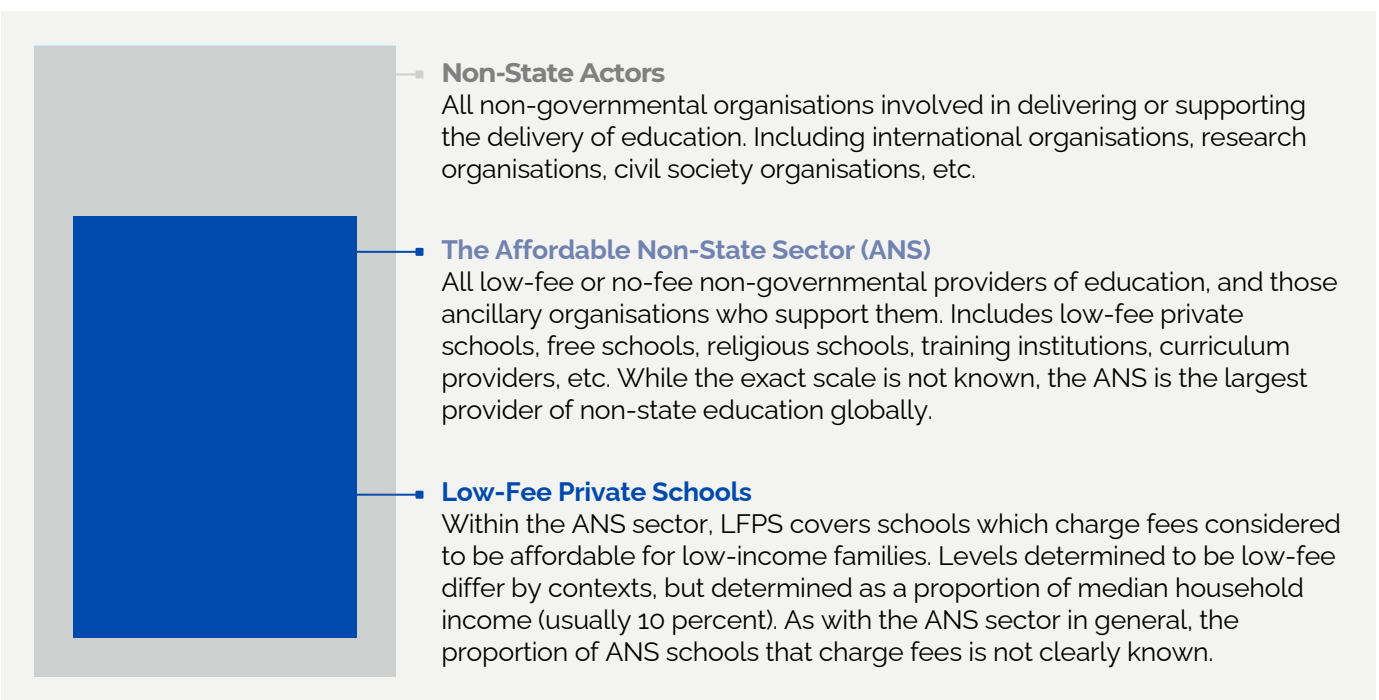 Non-State Actors
All non-governmental organisations involved in delivering or supporting
the delivery of education. Including international organisations, research
organisations, civil society organisations, etc.
The Affordable Non-State Sector (ANS)
All low-fee or no-fee non-governmental providers of education, and those
ancillary organisations who support them. Includes low-fee private
schools, free schools, religious schools, training institutions, curriculum
providers, etc. While the exact scale is not known, the ANS is the largest
provider of non-state education globally.
Low-Fee Private Schools
Within the ANS sector, LFPS covers schools which charge fees considered
to be affordable for low-income families. Levels determined to be low-fee
differ by contexts, but determined as a proportion of median household
income (usually 10 percent). As with the ANS sector in general, the
proportion of ANS schools that charge fees is not clearly known.